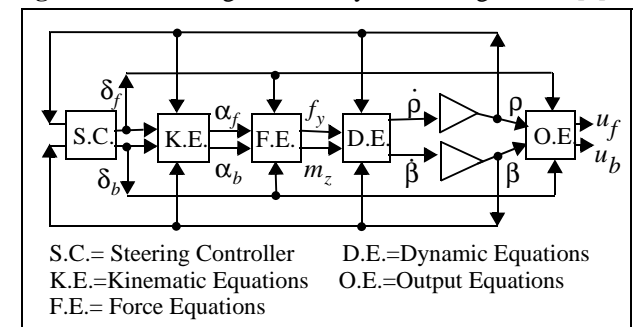 δf
αf
fy
ρ̇
ρ
uf
S.C.
K.E.
F.E.
D.E.
O.E.
δb
αb
mz
β̇
β
ub
S.C.= Steering Controller D.E.=Dynamic Equations
K.E.=Kinematic Equations O.E.=Output Equations
F.E.= Force Equations